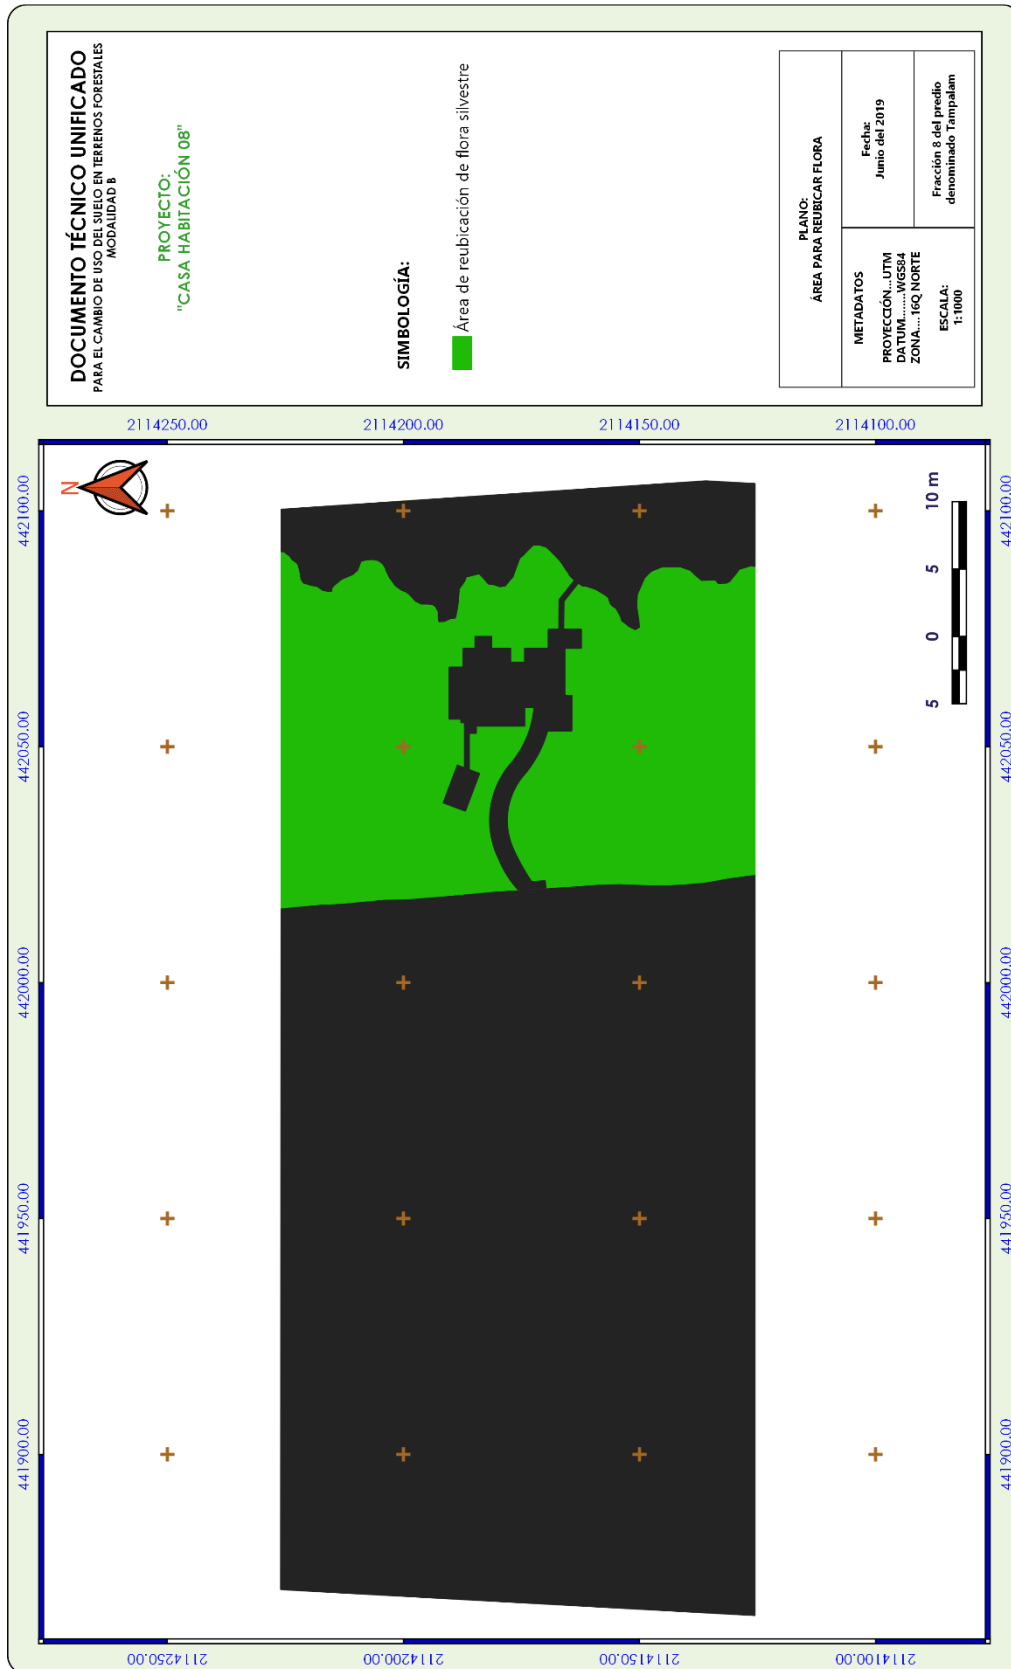 DOCUMENTO TÉCNICO UNIFICADO
PARA EL CAMBIO DE USO DEL SUELO EN TERRENOS FORESTALES
MODALIDAD B
PROYECTO:
"CASA HABITACIÓN 08"
SIMBOLOGÍA:
Área de reubicación de flora silvestre
PLANO:
ÁREA PARA REUBICAR FLORA
METADATOS
PROYECCIÓN...UTM
DATUM........WGS84
ZONA....16Q NORTE
ESCALA:
1:1000
Fecha:
Junio del 2019
Fracción 8 del predio
denominado Tampalam
441900.00
441950.00
442000.00
442050.00
442100.00
N
2114250.00
2114200.00
2114150.00
2114100.00
2114250.00
2114200.00
2114150.00
2114100.00
5
0
5
10 m
441900.00
441950.00
442000.00
442050.00
442100.00